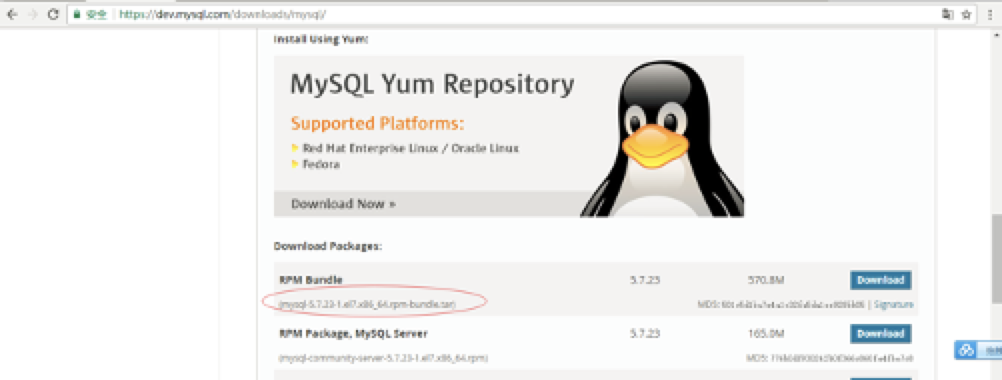 安全 https://dev.mysql.com/downloads/mysql/
Install Using Yum:
MySQL Yum Repository
Supported Platforms:
Red Hat Enterprise Linux / Oracle Linux
Fedora
Download Now »
Download Packages:
RPM Bundle 5.7.23 570.8M Download
(mysql-5.7.23-1.el7.x86_64.rpm-bundle.tar) MD5: | Signature
RPM Package, MySQL Server 5.7.23 165.0M Download
(mysql-community-server-5.7.23-1.el7.x86_64.rpm) MD5: